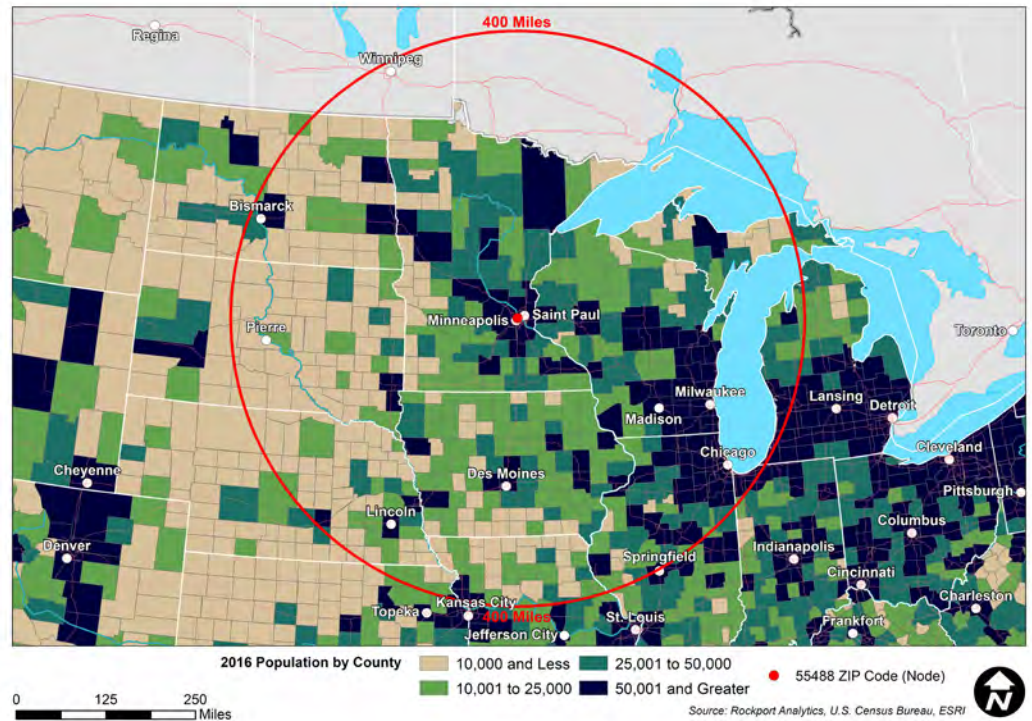 400 Miles
Regina
Winnipeg
Bismarck
Minneapolis
Saint Paul
Pierre
Toronto
Milwaukee
Madison
Lansing
Detroit
Chicago
Cleveland
Cheyenne
Des Moines
Pittsburgh
Lincoln
Columbus
Denver
Springfield
Indianapolis
Cincinnati
Topeka
Kansas City
400 Miles
St. Louis
Charleston
Jefferson City
Frankfort
2016 Population by County
10,000 and Less
25,001 to 50,000
55488 ZIP Code (Node)
10,001 to 25,000
50,001 and Greater
0 125 250
Miles
Source: Rockport Analytics, U.S. Census Bureau, ESRI
N